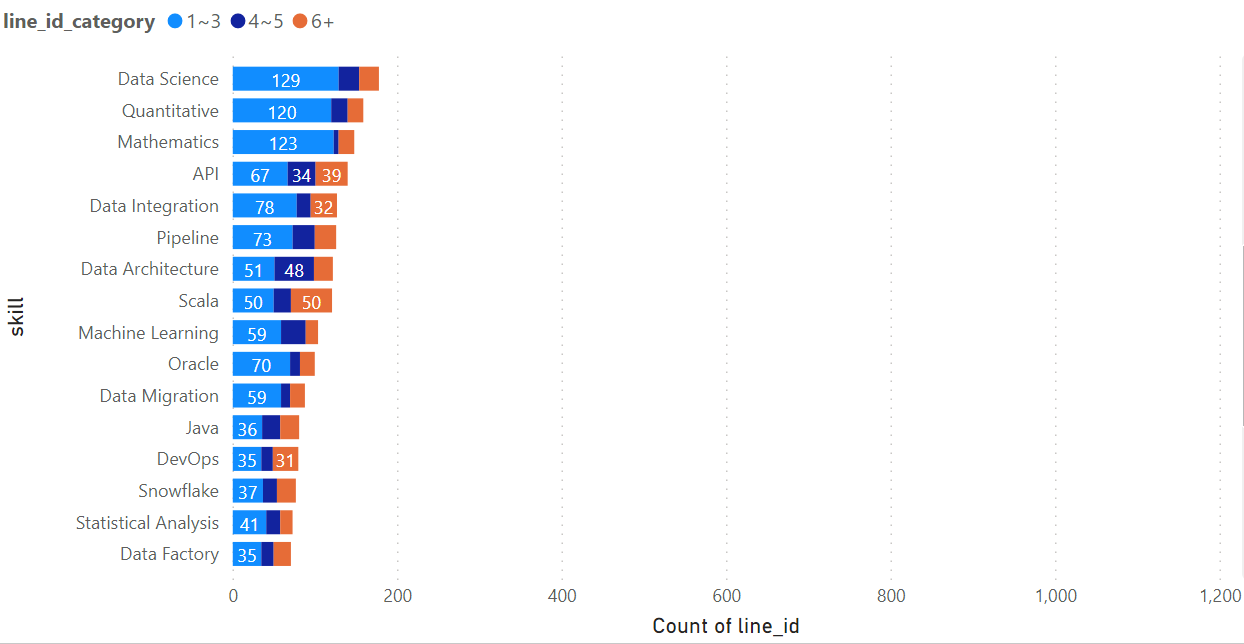 line_id_category 1~3 4~5 6+
Data Science 129
Quantitative 120
Mathematics 123
API 67 34 39
Data Integration 78 32
Pipeline 73
Data Architecture 51 48
Scala 50 50
Machine Learning 59
Oracle 70
Data Migration 59
Java 36
DevOps 35 31
Snowflake 37
Statistical Analysis 41
Data Factory 35
skill
0 200 400 600 800 1,000 1,200
Count of line_id